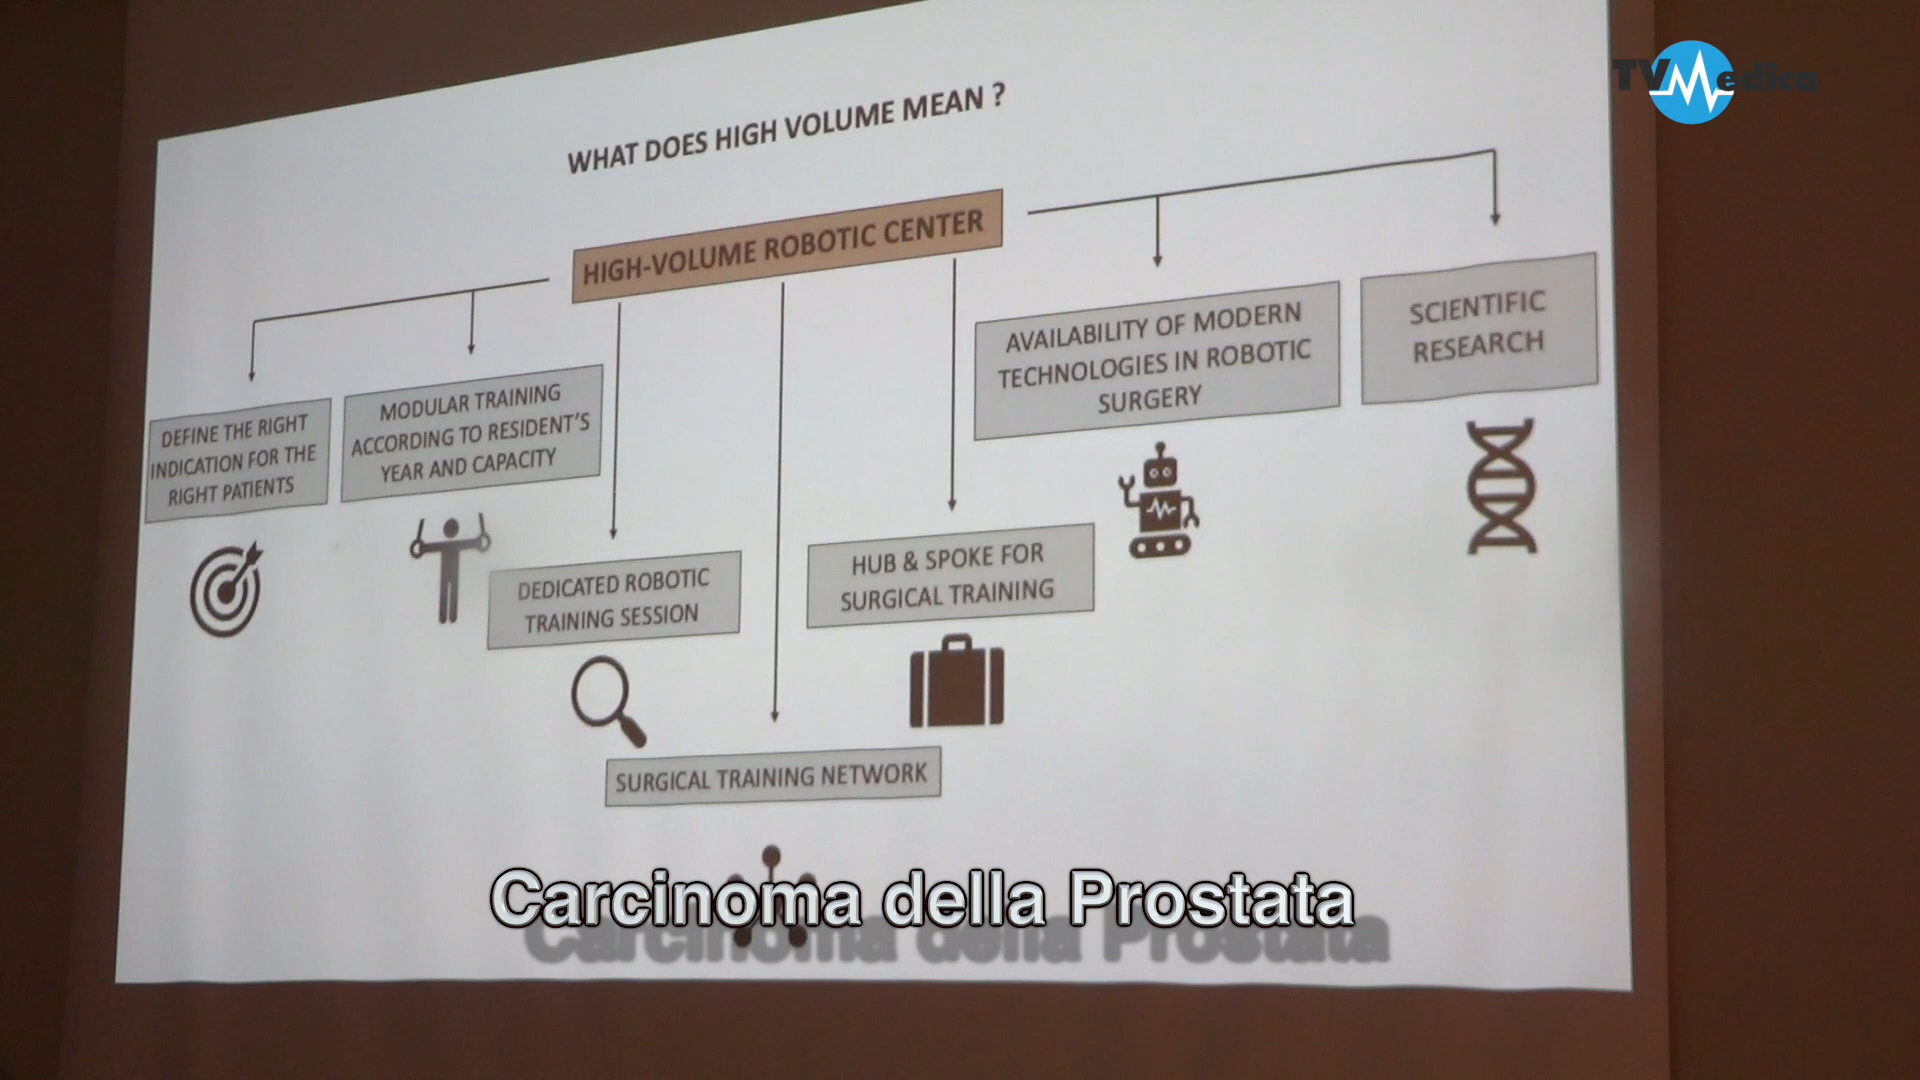 TVMedica
WHAT DOES HIGH VOLUME MEAN ?
HIGH-VOLUME ROBOTIC CENTER
DEFINE THE RIGHT
INDICATION FOR THE
RIGHT PATIENTS
MODULAR TRAINING
ACCORDING TO RESIDENT'S
YEAR AND CAPACITY
DEDICATED ROBOTIC
TRAINING SESSION
SURGICAL TRAINING NETWORK
HUB & SPOKE FOR
SURGICAL TRAINING
AVAILABILITY OF MODERN
TECHNOLOGIES IN ROBOTIC
SURGERY
SCIENTIFIC
RESEARCH
Carcinoma della Prostata